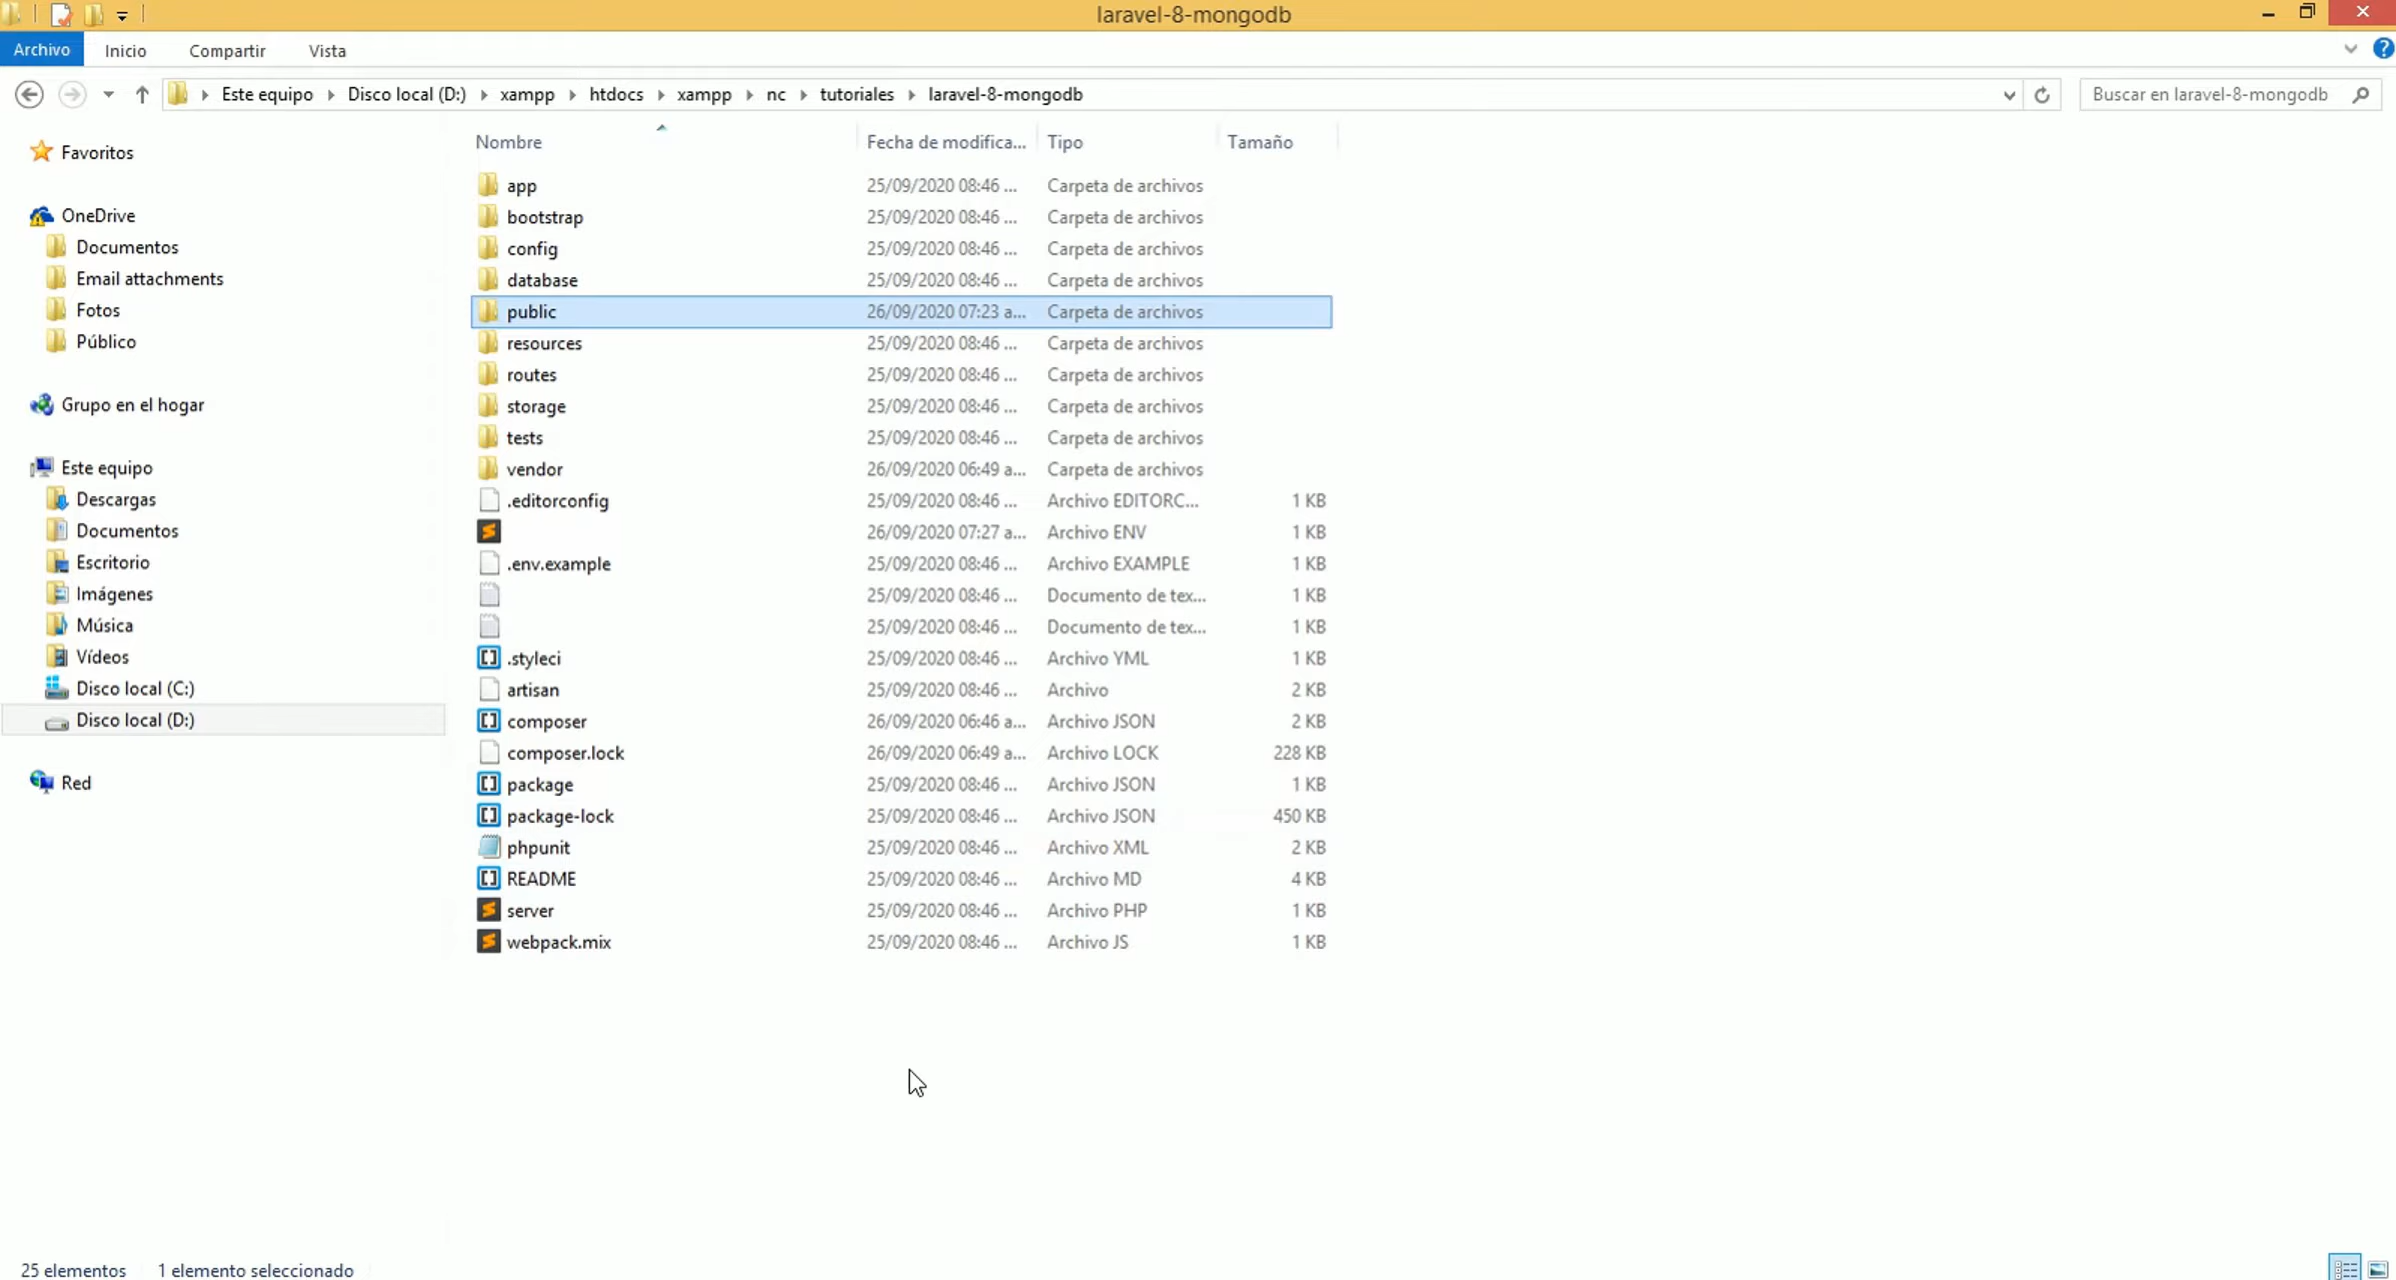 laravel-8-mongodb
Archivo Inicio Compartir Vista
Este equipo Disco local (D:) xampp htdocs xampp nc tutoriales laravel-8-mongodb Buscar en laravel-8-mongodb
Favoritos
OneDrive
Documentos
Email attachments
Fotos
Público
Grupo en el hogar
Este equipo
Descargas
Documentos
Escritorio
Imágenes
Música
Vídeos
Disco local (C:)
Disco local (D:)
Red
Nombre Fecha de modifica... Tipo Tamaño
app 25/09/2020 08:46 ... Carpeta de archivos
bootstrap 25/09/2020 08:46 ... Carpeta de archivos
config 25/09/2020 08:46 ... Carpeta de archivos
database 25/09/2020 08:46 ... Carpeta de archivos
public 26/09/2020 07:23 a... Carpeta de archivos
resources 25/09/2020 08:46 ... Carpeta de archivos
routes 25/09/2020 08:46 ... Carpeta de archivos
storage 25/09/2020 08:46 ... Carpeta de archivos
tests 25/09/2020 08:46 ... Carpeta de archivos
vendor 26/09/2020 06:49 a... Carpeta de archivos
.editorconfig 25/09/2020 08:46 ... Archivo EDITORC... 1 KB
26/09/2020 07:27 a... Archivo ENV 1 KB
.env.example 25/09/2020 08:46 ... Archivo EXAMPLE 1 KB
25/09/2020 08:46 ... Documento de tex... 1 KB
25/09/2020 08:46 ... Documento de tex... 1 KB
.styleci 25/09/2020 08:46 ... Archivo YML 1 KB
artisan 25/09/2020 08:46 ... Archivo 2 KB
composer 26/09/2020 06:46 a... Archivo JSON 2 KB
composer.lock 26/09/2020 06:49 a... Archivo LOCK 228 KB
package 25/09/2020 08:46 ... Archivo JSON 1 KB
package-lock 25/09/2020 08:46 ... Archivo JSON 450 KB
phpunit 25/09/2020 08:46 ... Archivo XML 2 KB
README 25/09/2020 08:46 ... Archivo MD 4 KB
server 25/09/2020 08:46 ... Archivo PHP 1 KB
webpack.mix 25/09/2020 08:46 ... Archivo JS 1 KB
25 elementos 1 elemento seleccionado